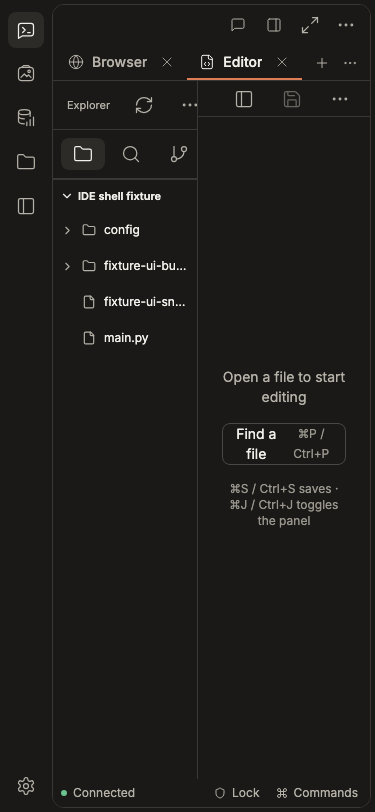 Browser
Editor
Explorer
IDE shell fixture
config
fixture-ui-bu...
fixture-ui-sn...
main.py
Open a file to start
editing
Find a
file
⌘P /
Ctrl+P
⌘S / Ctrl+S saves ·
⌘J / Ctrl+J toggles
the panel
Connected
Lock
⌘ Commands